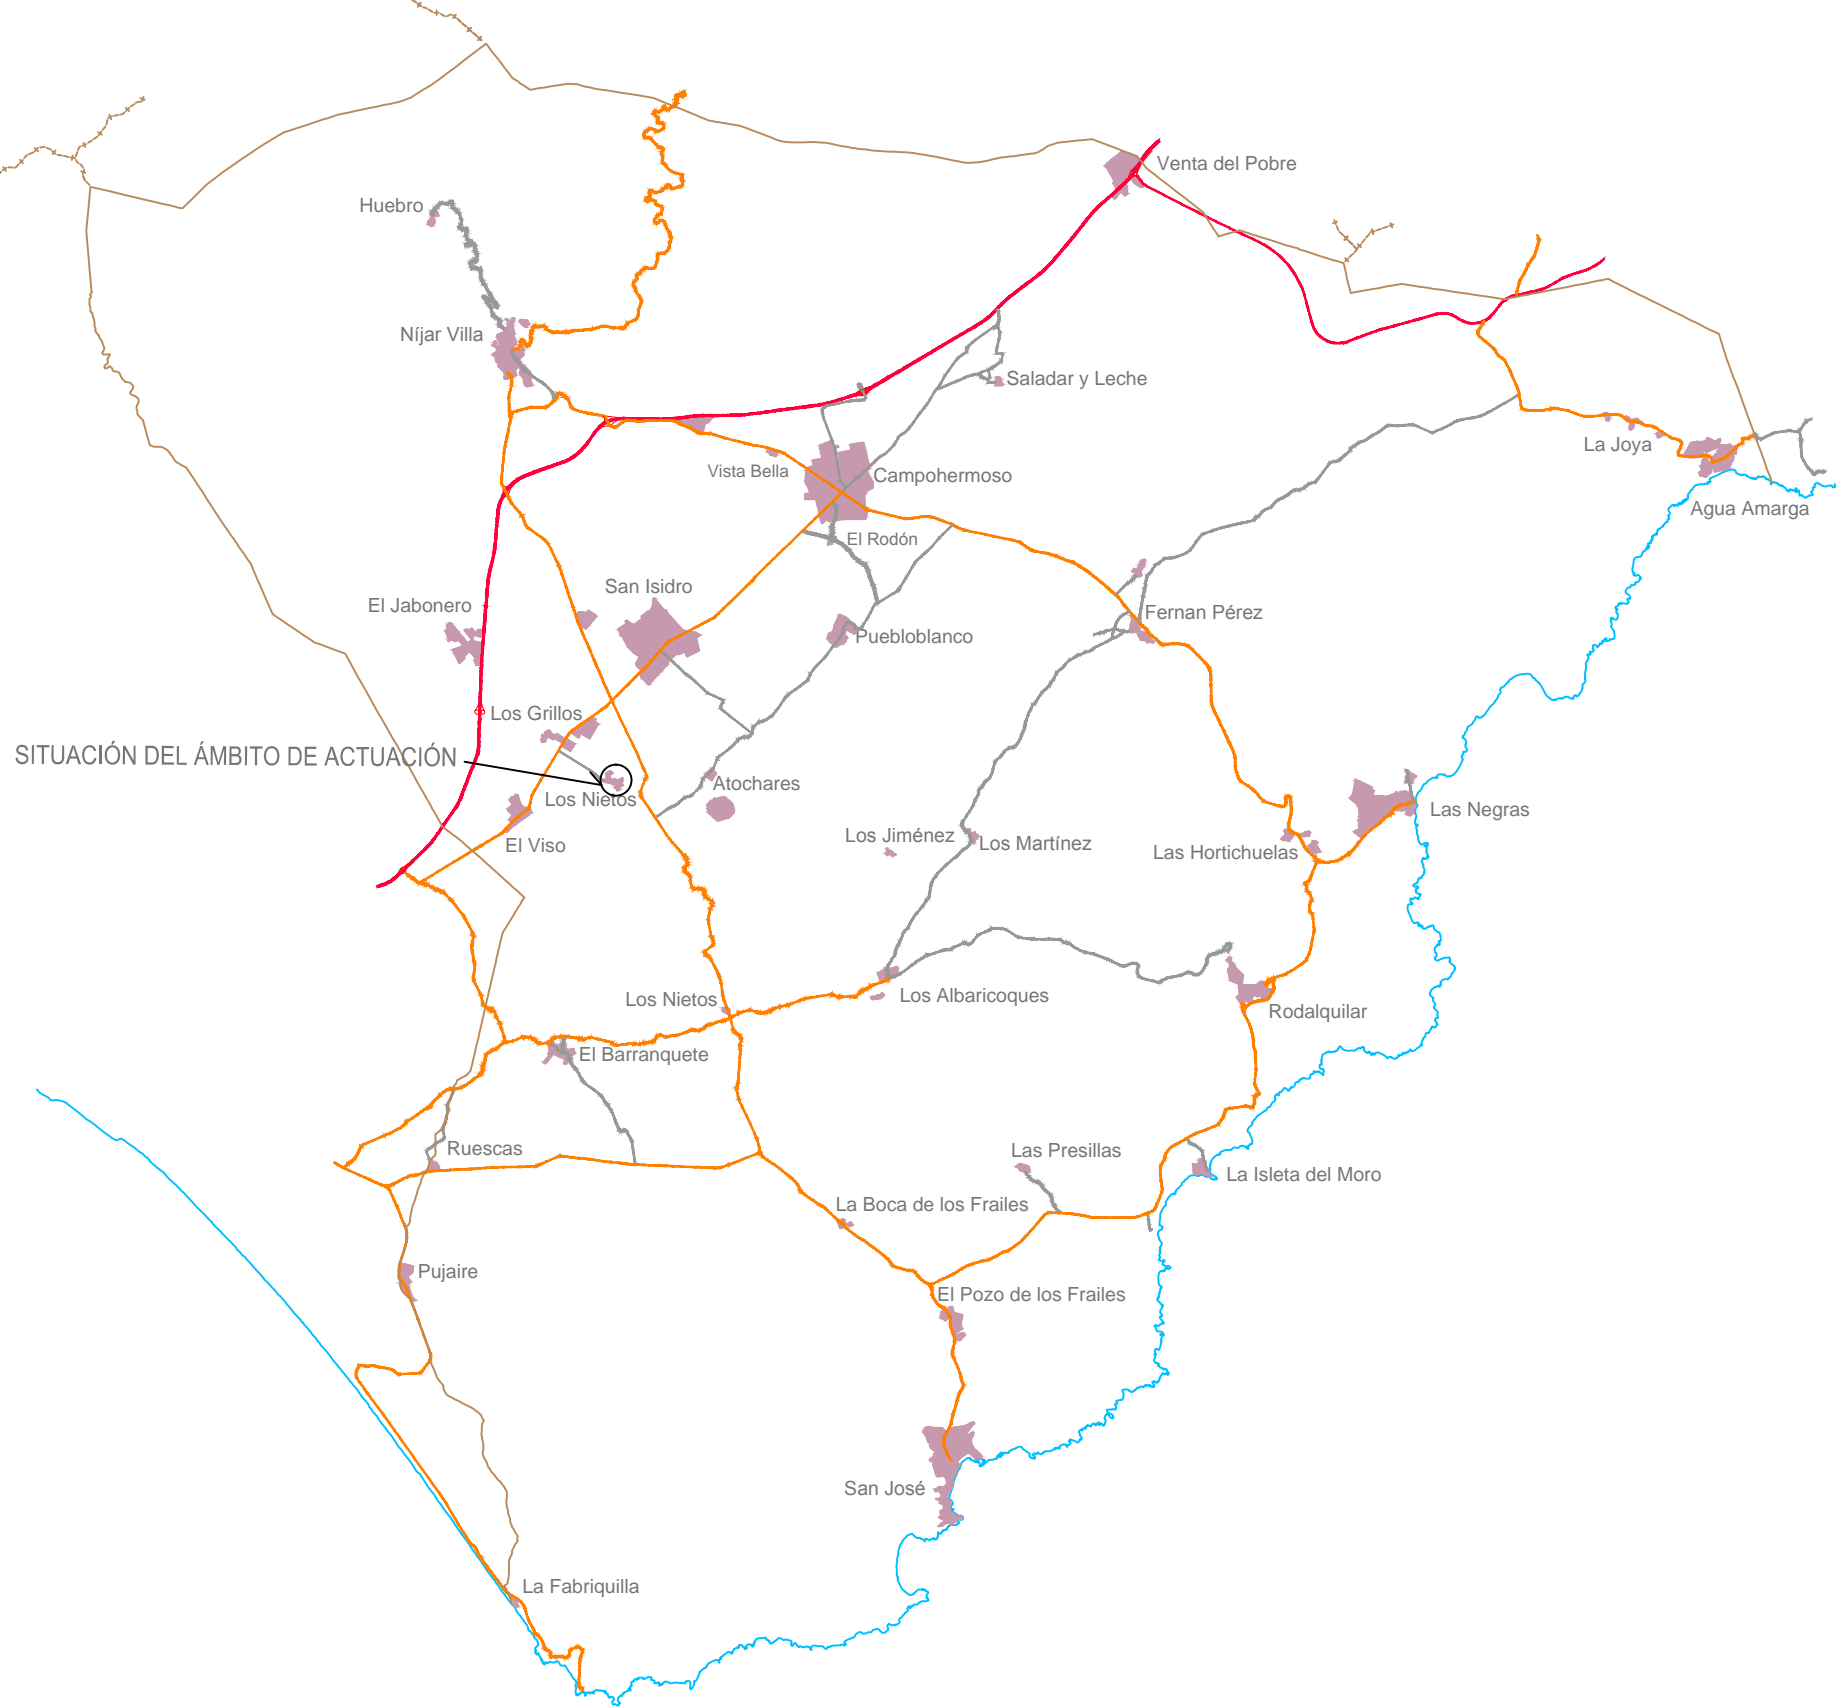 Venta del Pobre
Huebro
Níjar Villa
Saladar y Leche
La Joya
Vista Bella
Campohermoso
Agua Amarga
El Rodón
San Isidro
El Jabonero
Fernan Pérez
Puebloblanco
Los Grillos
SITUACIÓN DEL ÁMBITO DE ACTUACIÓN
Atochares
Los Nietos
Las Negras
El Viso
Los Jiménez
Los Martínez
Las Hortichuelas
Los Nietos
Los Albaricoques
Rodalquilar
El Barranquete
Ruescas
Las Presillas
La Isleta del Moro
La Boca de los Frailes
Pujaire
El Pozo de los Frailes
San José
La Fabriquilla